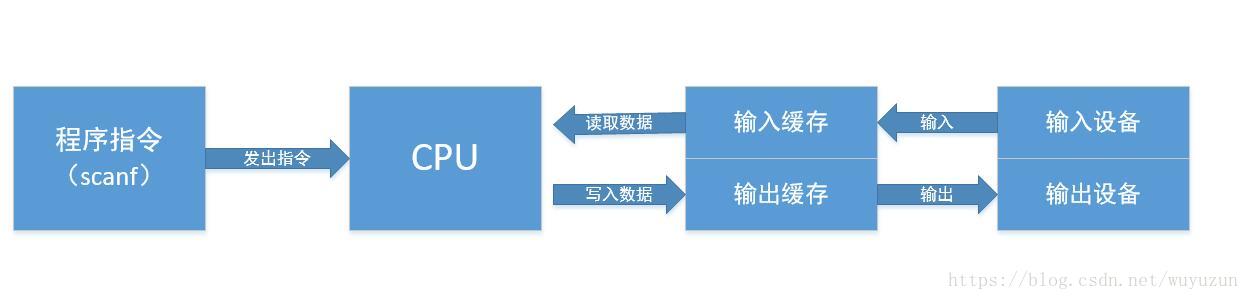 程序指令
（scanf）
发出指令
CPU
读取数据
写入数据
输入缓存
输出缓存
输入
输出
输入设备
输出设备
https://blog.csdn.net/wuyuzun